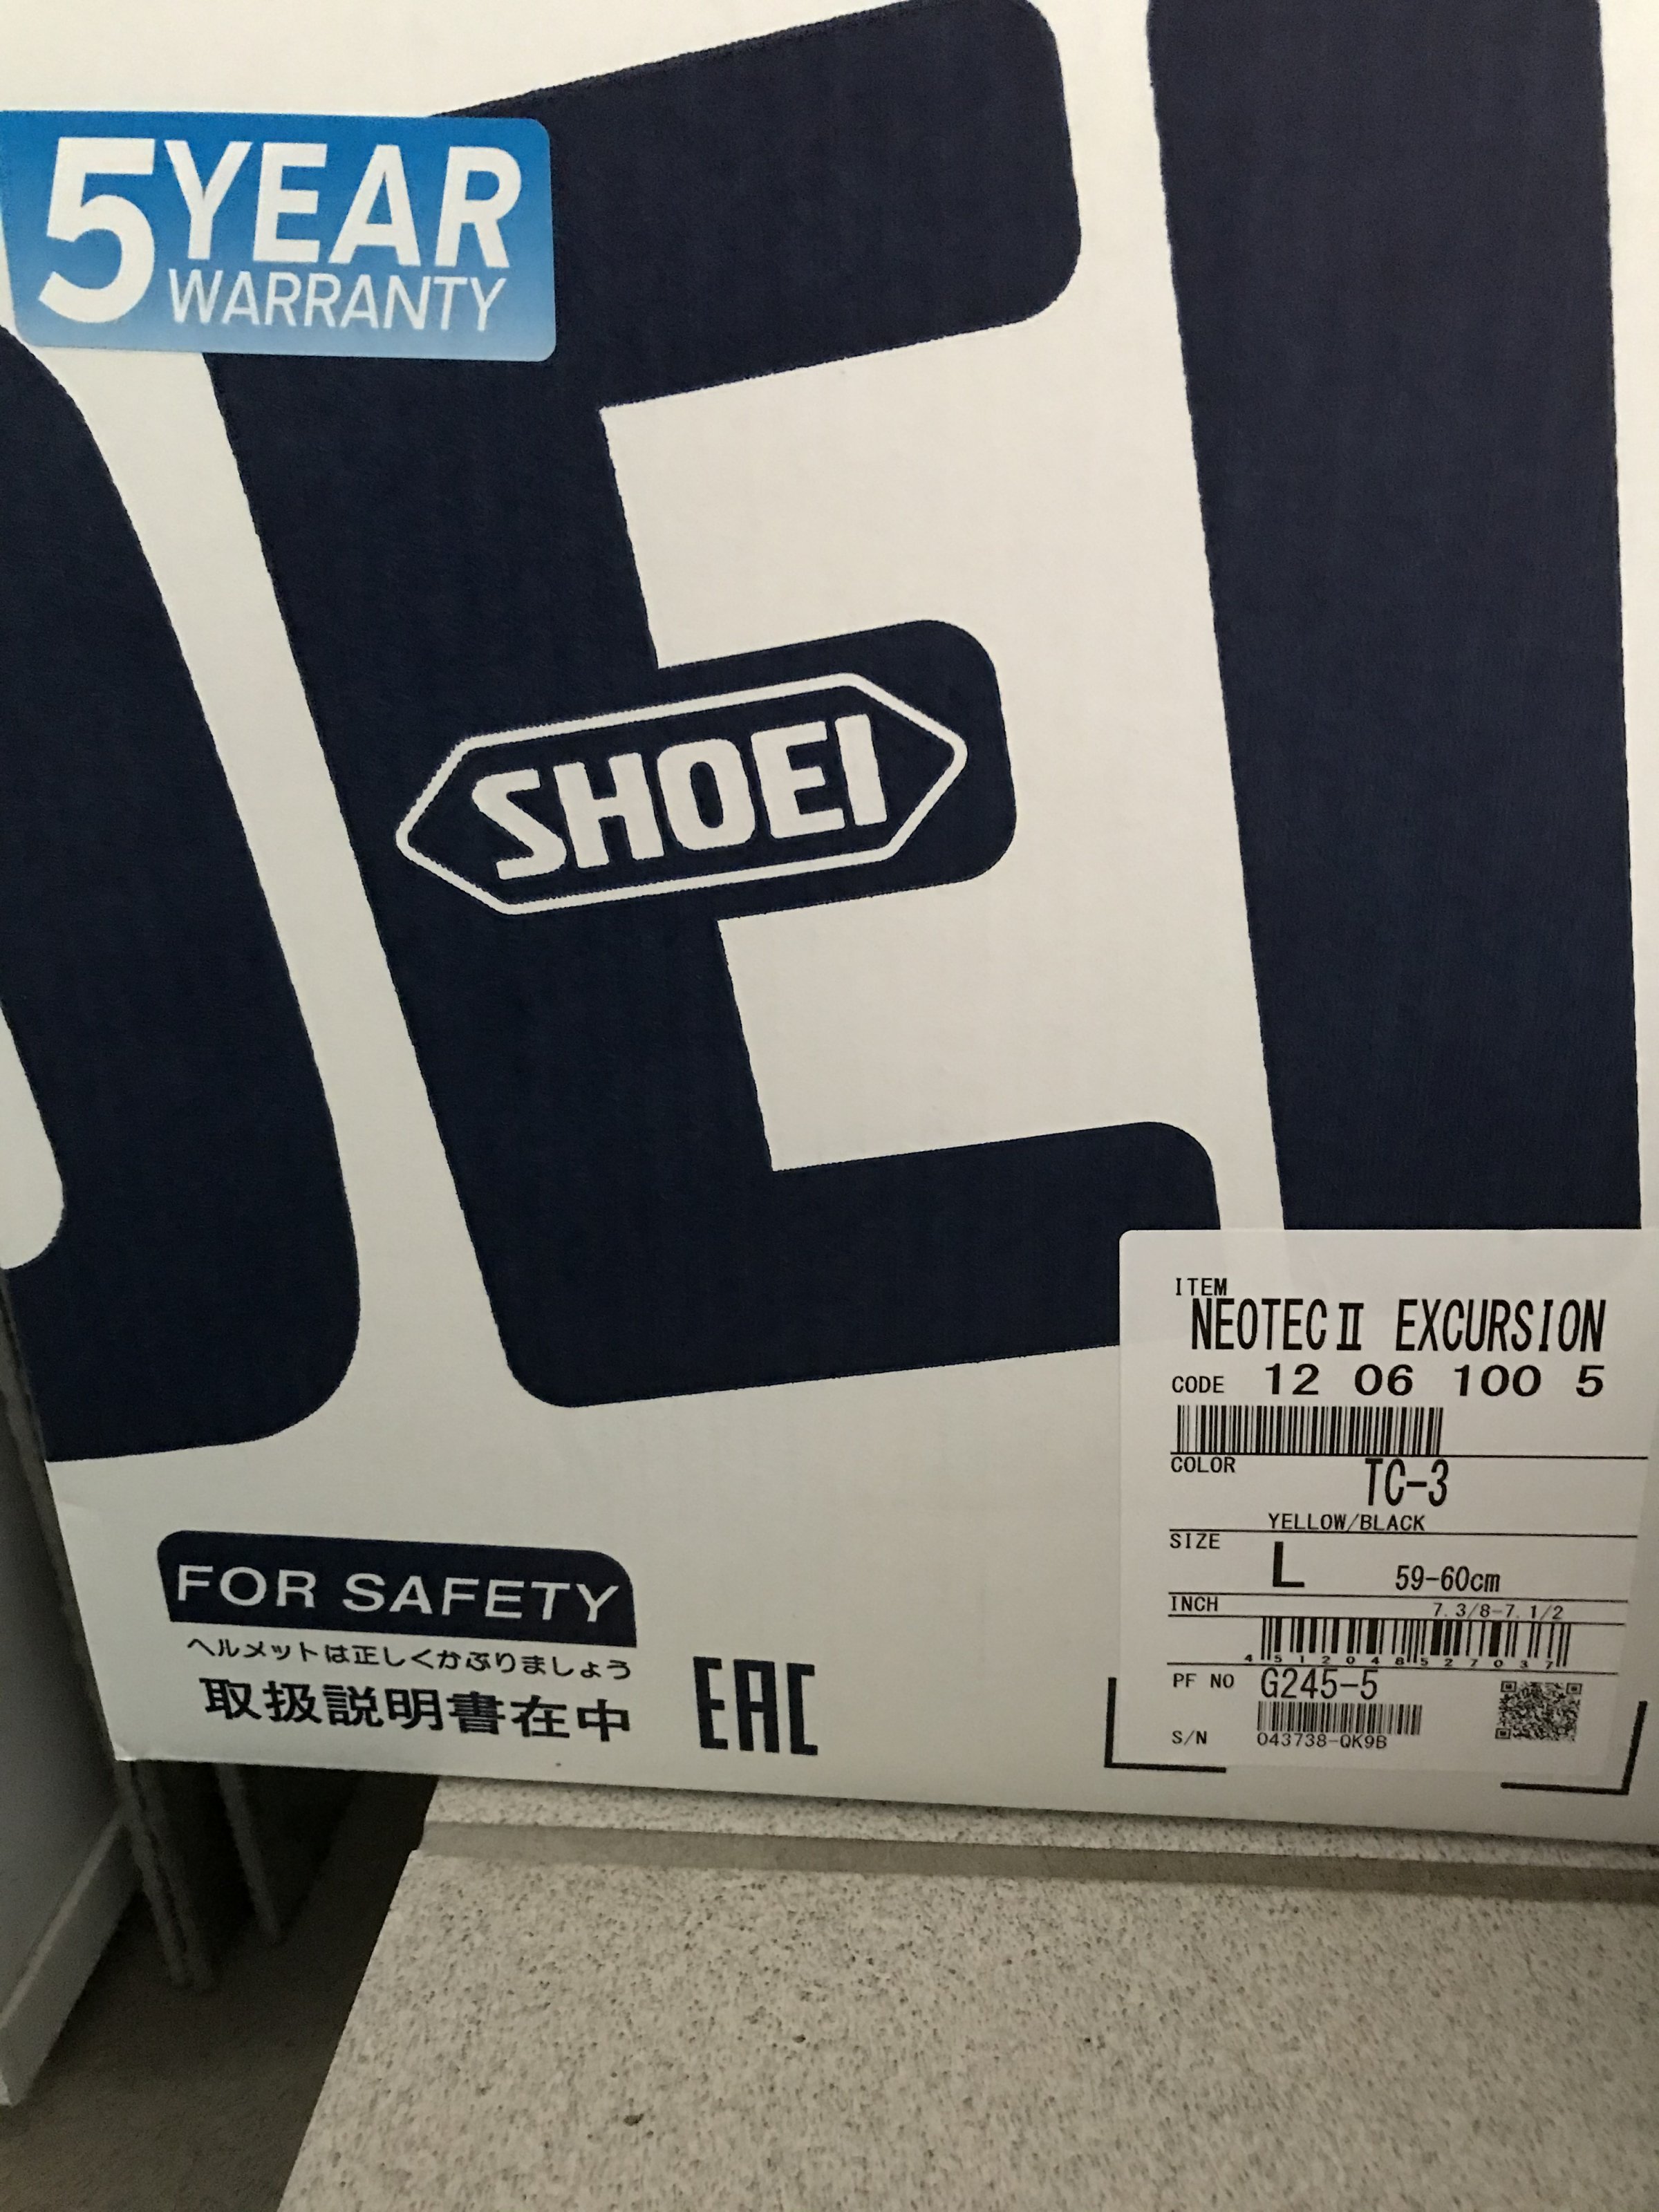 5 YEAR
WARRANTY
SHOEI
ITEM
NEOTECⅡ EXCURSION
CODE 12 06 100 5
COLOR TC-3
YELLOW/BLACK
SIZE L 59-60cm
INCH 7.3/8-7.1/2
4512048527037
PF NO G245-5
S/N 043738-QK9B
FOR SAFETY
ヘルメットは正しくかぶりましょう
取扱説明書在中
EAC